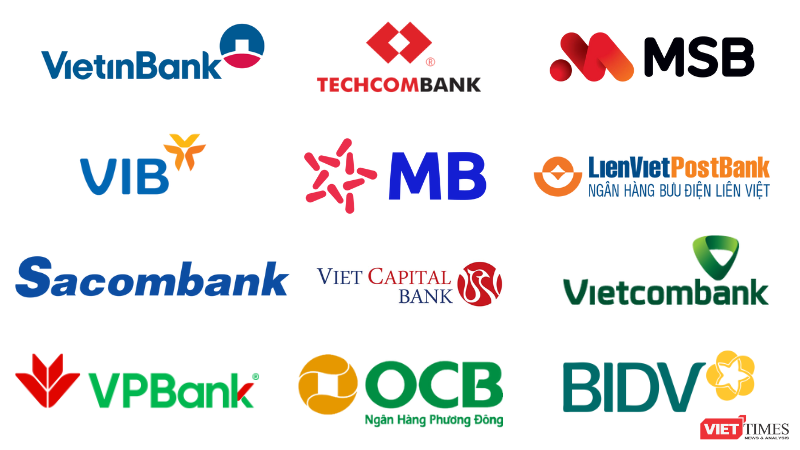 VietinBank
TECHCOMBANK
®
MSB
VIB
MB
LienVietPostBank
NGÂN HÀNG BƯU ĐIỆN LIÊN VIỆT
Sacombank
VIET CAPITAL
BANK
Vietcombank
VPBank®
OCB
Ngân Hàng Phương Đông
BIDV
VIETTIMES
NEWS & ANALYSIS